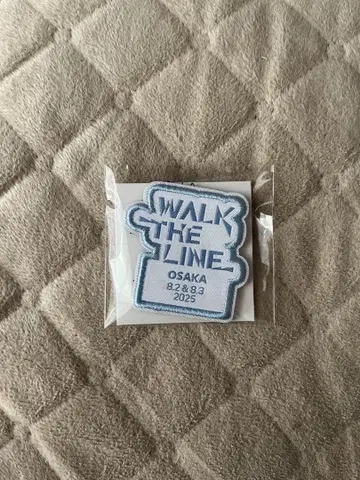 WALK
THE
LINE
OSAKA
8.2 & 8.3
2025